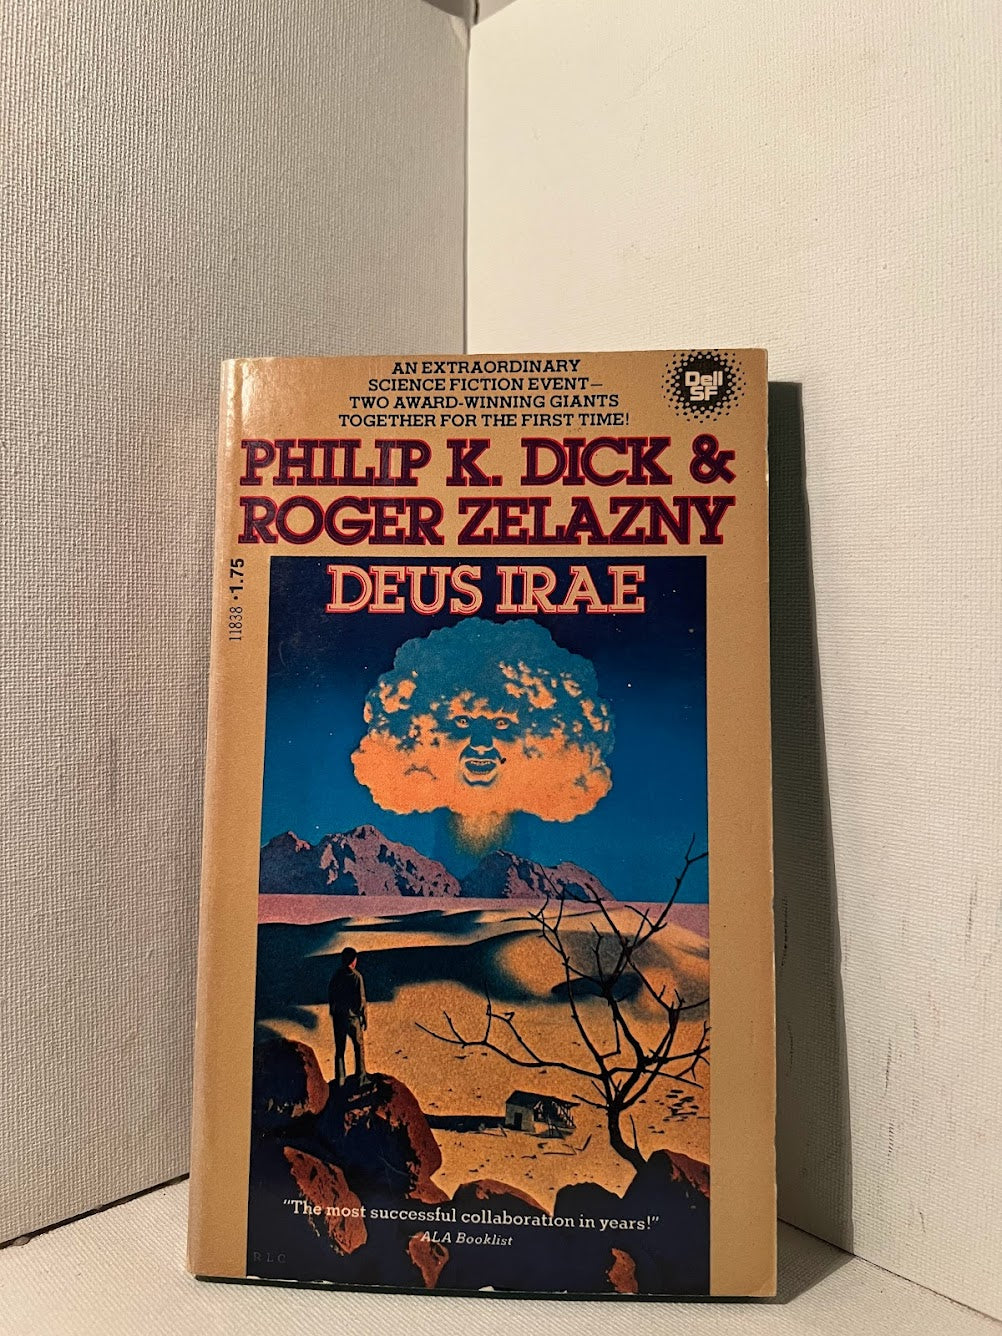 AN EXTRAORDINARY
SCIENCE FICTION EVENT—
TWO AWARD-WINNING GIANTS
TOGETHER FOR THE FIRST TIME!
Dell
SF
PHILIP K. DICK &
ROGER ZELAZNY
11838 • 1.75
DEUS IRAE
"The most successful collaboration in years!"
ALA Booklist
RLC